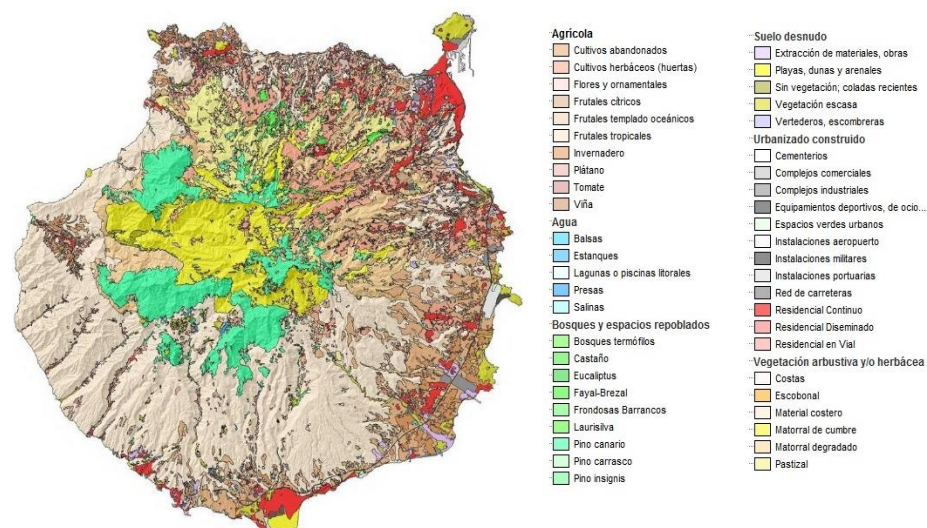 Agrícola
Cultivos abandonados
Cultivos herbáceos (huertas)
Flores y ornamentales
Frutales cítricos
Frutales templado oceánicos
Frutales tropicales
Invernadero
Plátano
Tomate
Viña
Agua
Balsas
Estanques
Lagunas o piscinas litorales
Presas
Salinas
Bosques y espacios repoblados
Bosques termófilos
Castaño
Eucaliptus
Fayal-Brezal
Frondosas Barrancos
Laurisilva
Pino canario
Pino carrasco
Pino insignis
Suelo desnudo
Extracción de materiales, obras
Playas, dunas y arenales
Sin vegetación; coladas recientes
Vegetación escasa
Vertederos, escombreras
Urbanizado construido
Cementerios
Complejos comerciales
Complejos industriales
Equipamientos deportivos, de ocio...
Espacios verdes urbanos
Instalaciones aeropuerto
Instalaciones militares
Instalaciones portuarias
Red de carreteras
Residencial Continuo
Residencial Diseminado
Residencial en Vial
Vegetación arbustiva y/o herbácea
Costas
Escobonal
Material costero
Matorral de cumbre
Matorral degradado
Pastizal